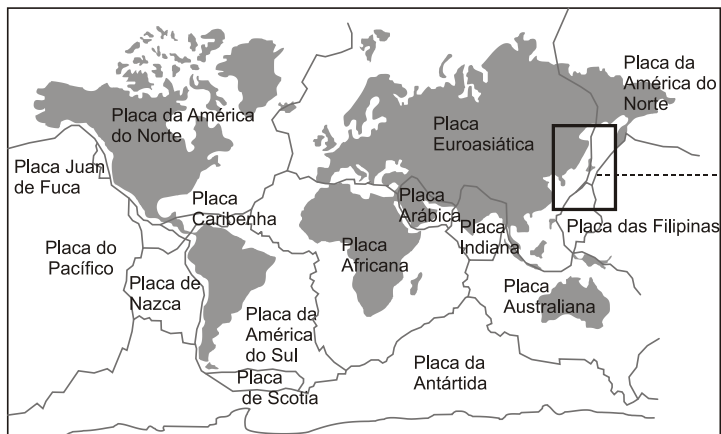 Placa da
América do
Norte
Placa da América
do Norte
Placa
Euroasiática
Placa Juan
de Fuca
Placa
Caribenha
Placa
Arábica
Placa
Indiana
Placa das Filipinas
Placa do
Pacífico
Placa
Africana
Placa de
Nazca
Placa
Australiana
Placa da
América
do Sul
Placa da
Antártida
Placa
de Scotia